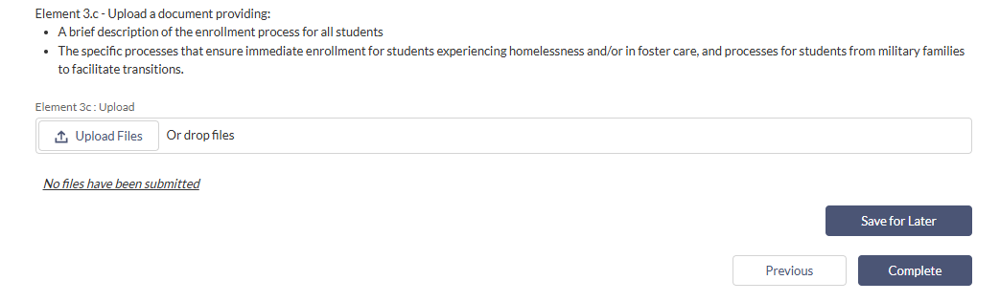 Element 3.c - Upload a document providing:
• A brief description of the enrollment process for all students
• The specific processes that ensure immediate enrollment for students experiencing homelessness and/or in foster care, and processes for students from military families
to facilitate transitions.
Element 3c : Upload
Upload Files Or drop files
No files have been submitted
Save for Later
Previous Complete